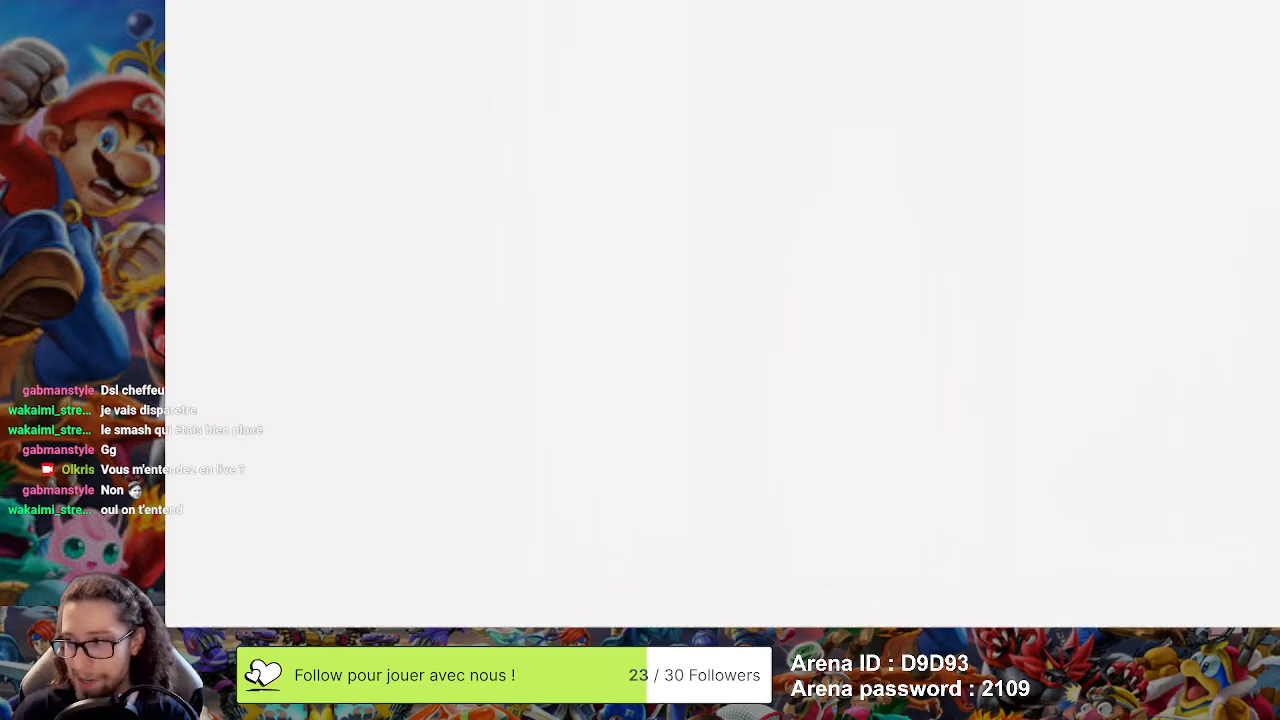 gabmanstyle Dsl cheffeu
wakaimi_stre... je vais disparetre
wakaimi_stre... le smash qui étais bien placé
gabmanstyle Gg
Olkris Vous m'entendez en live ?
gabmanstyle Non
wakaimi_stre... oui on t'entend
Follow pour jouer avec nous ! 23 / 30 Followers
Arena ID : D9D93
Arena password : 2109